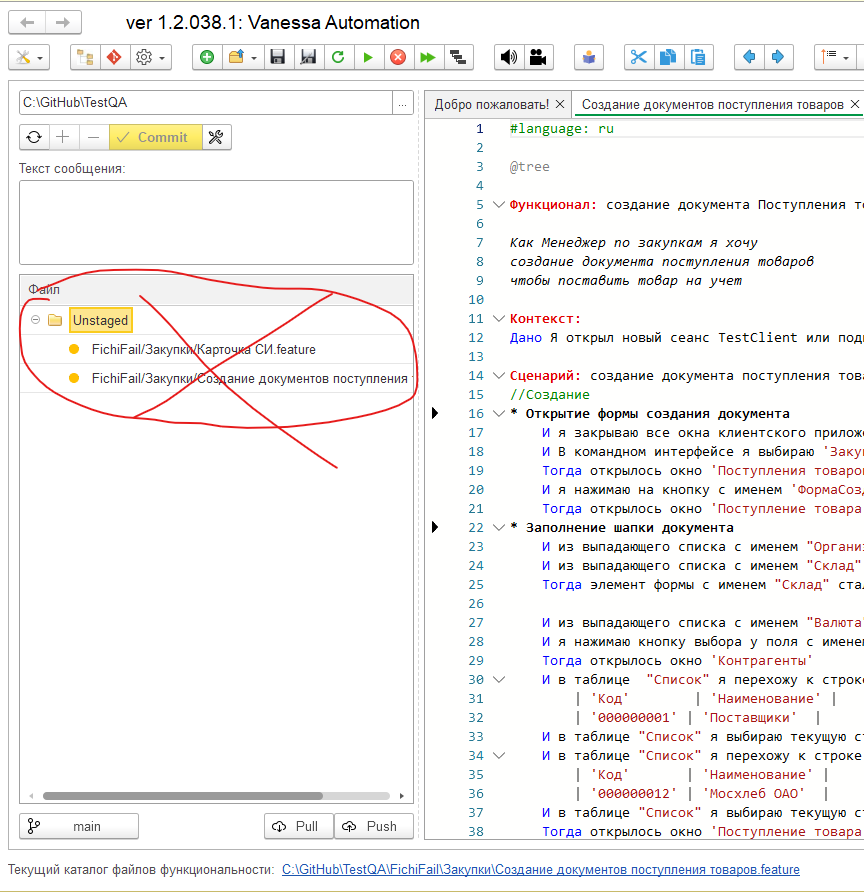 ver 1.2.038.1: Vanessa Automation
C:\GitHub\TestQA
...
Commit
Текст сообщения:
Файл
Unstaged
FichiFail/Закупки/Карточка СИ.feature
FichiFail/Закупки/Создание документов поступления
main
Pull
Push
Добро пожаловать! ×
Создание документов поступления товаров ×
1 #language: ru
2
3 @tree
4
5 Функционал: создание документа Поступления то
6
7 Как Менеджер по закупкам я хочу
8 создание документа поступления товаров
9 чтобы поставить товар на учет
10
11 Контекст:
12 Дано Я открыл новый сеанс TestClient или подк
13
14 Сценарий: создание документа поступления това
15 //Создание
16 * Открытие формы создания документа
17 И я закрываю все окна клиентского прилож
18 И В командном интерфейсе я выбираю 'Закуп
19 Тогда открылось окно 'Поступления товаров
20 И я нажимаю на кнопку с именем 'ФормаСозд
21 Тогда открылось окно 'Поступление товара
22 * Заполнение шапки документа
23 И из выпадающего списка с именем "Организ
24 И из выпадающего списка с именем "Склад"
25 Тогда элемент формы с именем "Склад" стал
26
27 И из выпадающего списка с именем "Валюта"
28 И я нажимаю кнопку выбора у поля с именем
29 Тогда открылось окно 'Контрагенты'
30 И в таблице "Список" я перехожу к строке
31 | 'Код' | 'Наименование' |
32 | '000000001' | 'Поставщики' |
33 И в таблице "Список" я выбираю текущую ст
34 И в таблице "Список" я перехожу к строке
35 | 'Код' | 'Наименование' |
36 | '000000012' | 'Мосхлеб ОАО' |
37 И в таблице "Список" я выбираю текущую ст
38 Тогда открылось окно 'Поступление товара
Текущий каталог файлов функциональности: C:\GitHub\TestQA\FichiFail\Закупки\Создание документов поступления товаров.feature